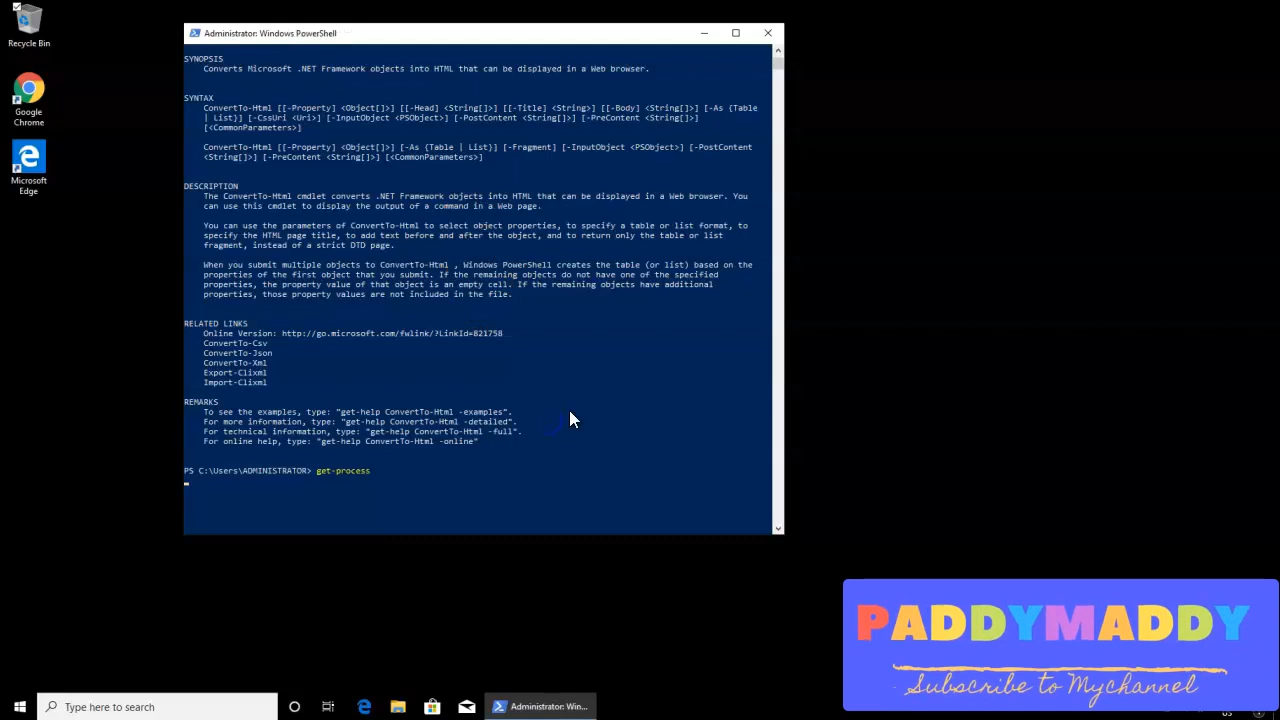 Recycle Bin
Google
Chrome
Microsoft
Edge
Administrator: Windows PowerShell
SYNOPSIS
Converts Microsoft .NET Framework objects into HTML that can be displayed in a Web browser.
SYNTAX
ConvertTo-Html [[-Property] <Object[]>] [[-Head] <String[]>] [[-Title] <String>] [[-Body] <String[]>] [-As {Table
| List}] [-CssUri <Uri>] [-InputObject <PSObject>] [-PostContent <String[]>] [-PreContent <String[]>]
[<CommonParameters>]
ConvertTo-Html [[-Property] <Object[]>] [-As {Table | List}] [-Fragment] [-InputObject <PSObject>] [-PostContent
<String[]>] [-PreContent <String[]>] [<CommonParameters>]
DESCRIPTION
The ConvertTo-Html cmdlet converts .NET Framework objects into HTML that can be displayed in a Web browser. You
can use this cmdlet to display the output of a command in a Web page.
You can use the parameters of ConvertTo-Html to select object properties, to specify a table or list format, to
specify the HTML page title, to add text before and after the object, and to return only the table or list
fragment, instead of a strict DTD page.
When you submit multiple objects to ConvertTo-Html , Windows PowerShell creates the table (or list) based on the
properties of the first object that you submit. If the remaining objects do not have one of the specified
properties, the property value of that object is an empty cell. If the remaining objects have additional
properties, those property values are not included in the file.
RELATED LINKS
Online Version: http://go.microsoft.com/fwlink/?LinkId=821758
ConvertTo-Csv
ConvertTo-Json
ConvertTo-Xml
Export-Clixml
Import-Clixml
REMARKS
To see the examples, type: "get-help ConvertTo-Html -examples".
For more information, type: "get-help ConvertTo-Html -detailed".
For technical information, type: "get-help ConvertTo-Html -full".
For online help, type: "get-help ConvertTo-Html -online"
PS C:\Users\ADMINISTRATOR> get-process
PADDYMADDY
Subscribe to Mychannel
Type here to search
Administrator: Win...